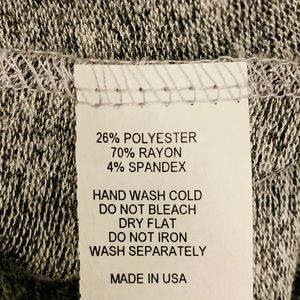 26% POLYESTER
70% RAYON
4% SPANDEX
HAND WASH COLD
DO NOT BLEACH
DRY FLAT
DO NOT IRON
WASH SEPARATELY
MADE IN USA